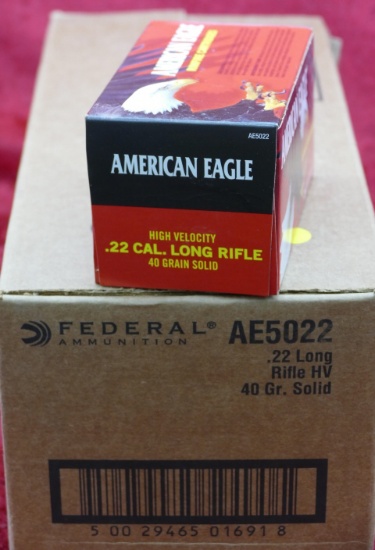 AMERICAN EAGLE
AE5022
AMERICAN EAGLE
HIGH VELOCITY
.22 CAL. LONG RIFLE
40 GRAIN SOLID
FEDERAL®
AMMUNITION
AE5022
.22 Long
Rifle HV
40 Gr. Solid
5 00 29465 01691 8